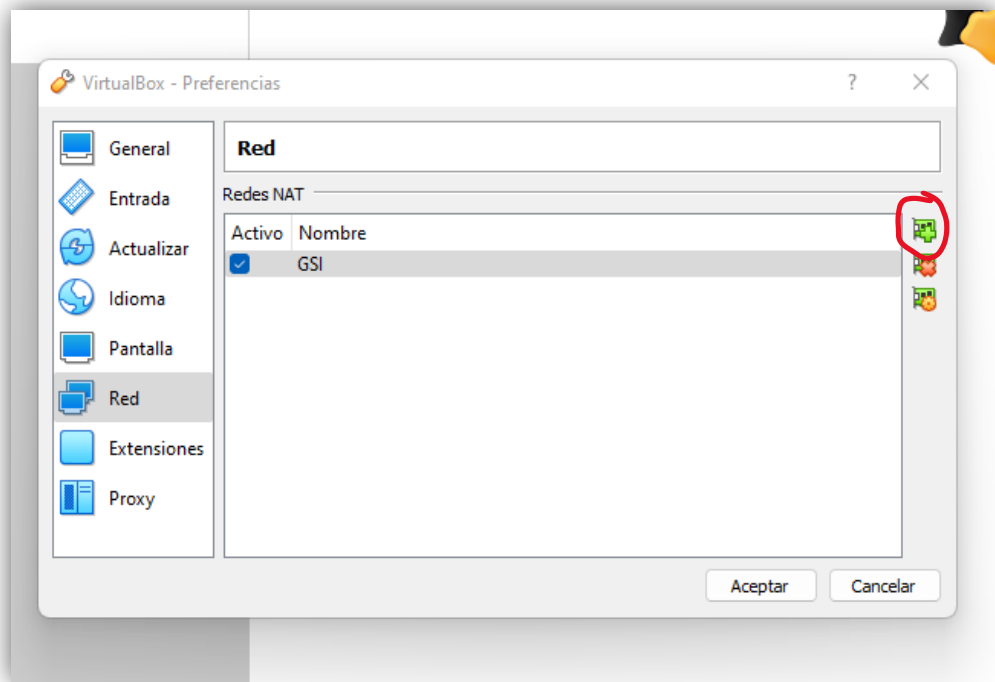 VirtualBox - Preferencias
?
General
Entrada
Actualizar
Idioma
Pantalla
Red
Extensiones
Proxy
Red
Redes NAT
Activo Nombre
GSI
Aceptar Cancelar